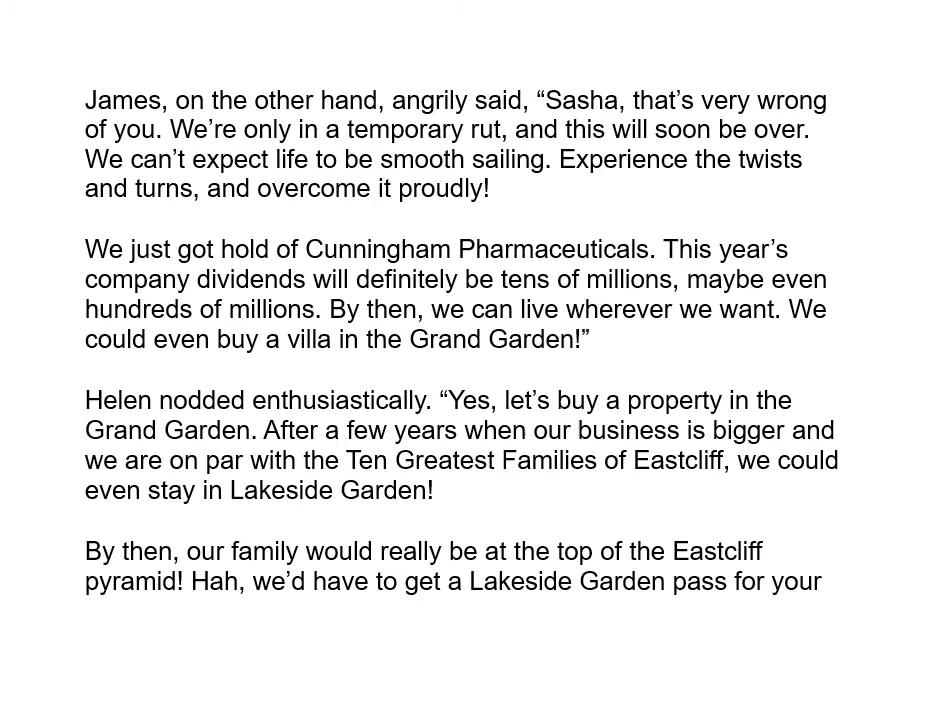 James, on the other hand, angrily said, “Sasha, that’s very wrong
of you. We’re only in a temporary rut, and this will soon be over.
We can’t expect life to be smooth sailing. Experience the twists
and turns, and overcome it proudly!
We just got hold of Cunningham Pharmaceuticals. This year’s
company dividends will definitely be tens of millions, maybe even
hundreds of millions. By then, we can live wherever we want. We
could even buy a villa in the Grand Garden!”
Helen nodded enthusiastically. “Yes, let’s buy a property in the
Grand Garden. After a few years when our business is bigger and
we are on par with the Ten Greatest Families of Eastcliff, we could
even stay in Lakeside Garden!
By then, our family would really be at the top of the Eastcliff
pyramid! Hah, we’d have to get a Lakeside Garden pass for your